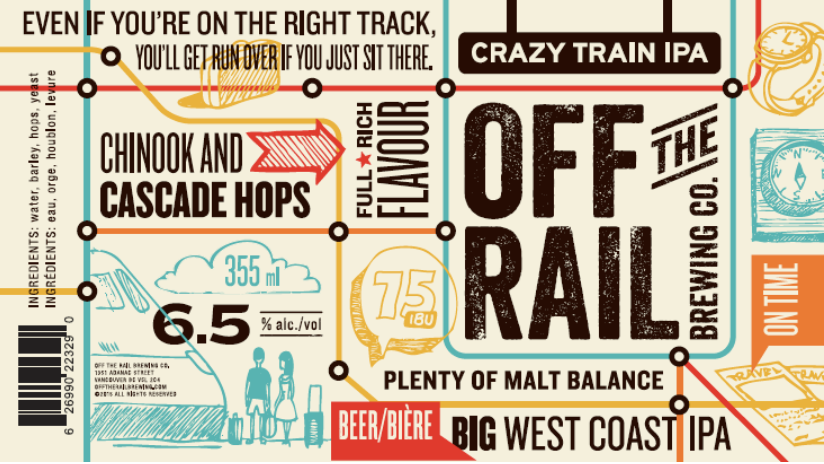 EVEN IF YOU'RE ON THE RIGHT TRACK,
YOU'LL GET RUN OVER IF YOU JUST SIT THERE.
INGREDIENTS: water, barley, hops, yeast
INGRÉDIENTS: eau, orge, houblon, levure
CHINOOK AND
CASCADE HOPS
FULL ★ RICH
FLAVOUR
CRAZY TRAIN IPA
OFF
THE
RAIL
BREWING CO.
355 ml
6.5 % alc./vol
75
IBU
OFF THE RAIL BREWING CO,
1351 ADANAC STREET
VANCOUVER BC V5L 2C4
OFFTHERAILBREWING.COM
©2015 ALL RIGHTS RESERVED
6 26990 22329 0
PLENTY OF MALT BALANCE
BEER/BIÈRE
BIG WEST COAST IPA
ON TIME
TRAVEL
N